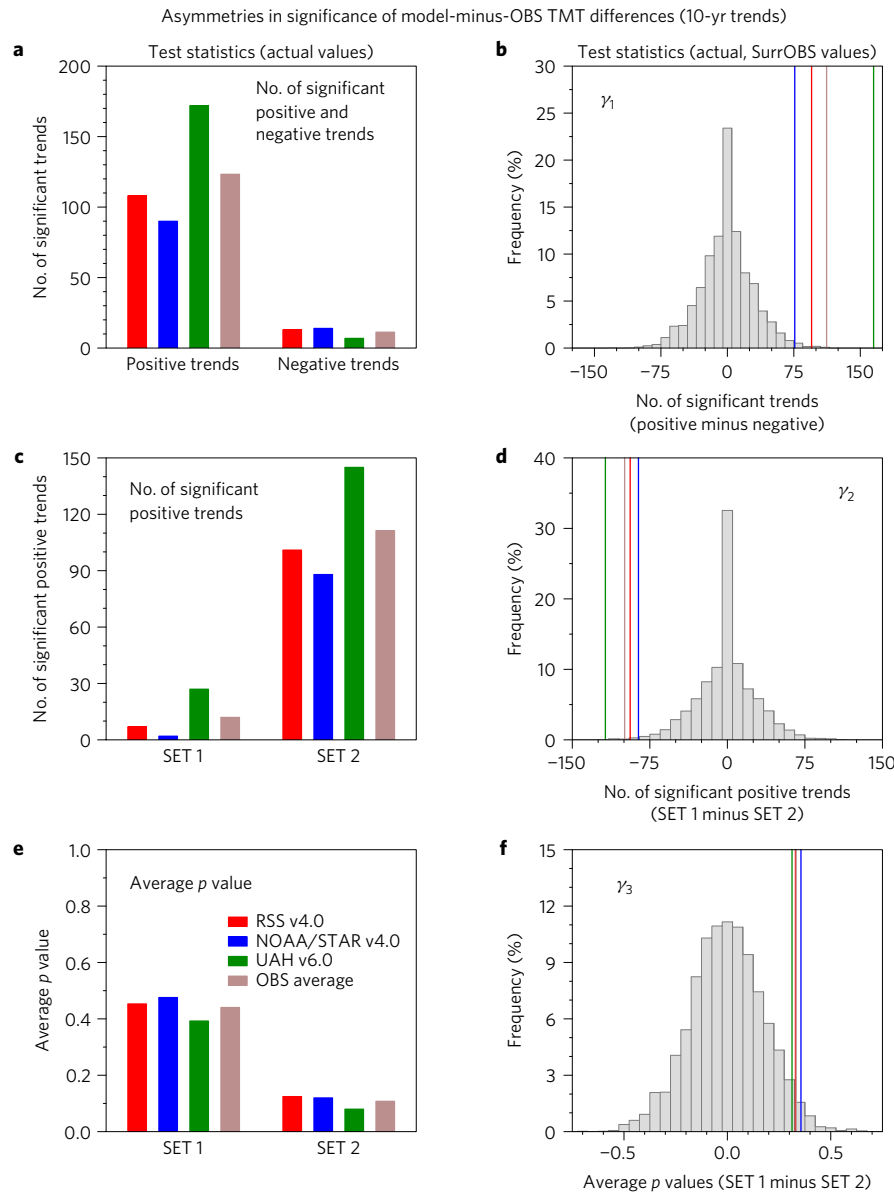 Asymmetries in significance of model-minus-OBS TMT differences (10-yr trends)
a
Test statistics (actual values)
200
150
100
50
0
No. of significant trends
No. of significant
positive and
negative trends
Positive trends
Negative trends
b
Test statistics (actual, SurrOBS values)
30
25
20
15
10
5
0
Frequency (%)
γ1
−150
−75
0
75
150
No. of significant trends
(positive minus negative)
c
150
120
90
60
30
0
No. of significant positive trends
No. of significant
positive trends
SET 1
SET 2
d
40
30
20
10
0
Frequency (%)
γ2
−150
−75
0
75
150
No. of significant positive trends
(SET 1 minus SET 2)
e
1.0
0.8
0.6
0.4
0.2
0.0
Average p value
Average p value
RSS v4.0
NOAA/STAR v4.0
UAH v6.0
OBS average
SET 1
SET 2
f
15
12
9
6
3
0
Frequency (%)
γ3
−0.5
0.0
0.5
Average p values (SET 1 minus SET 2)